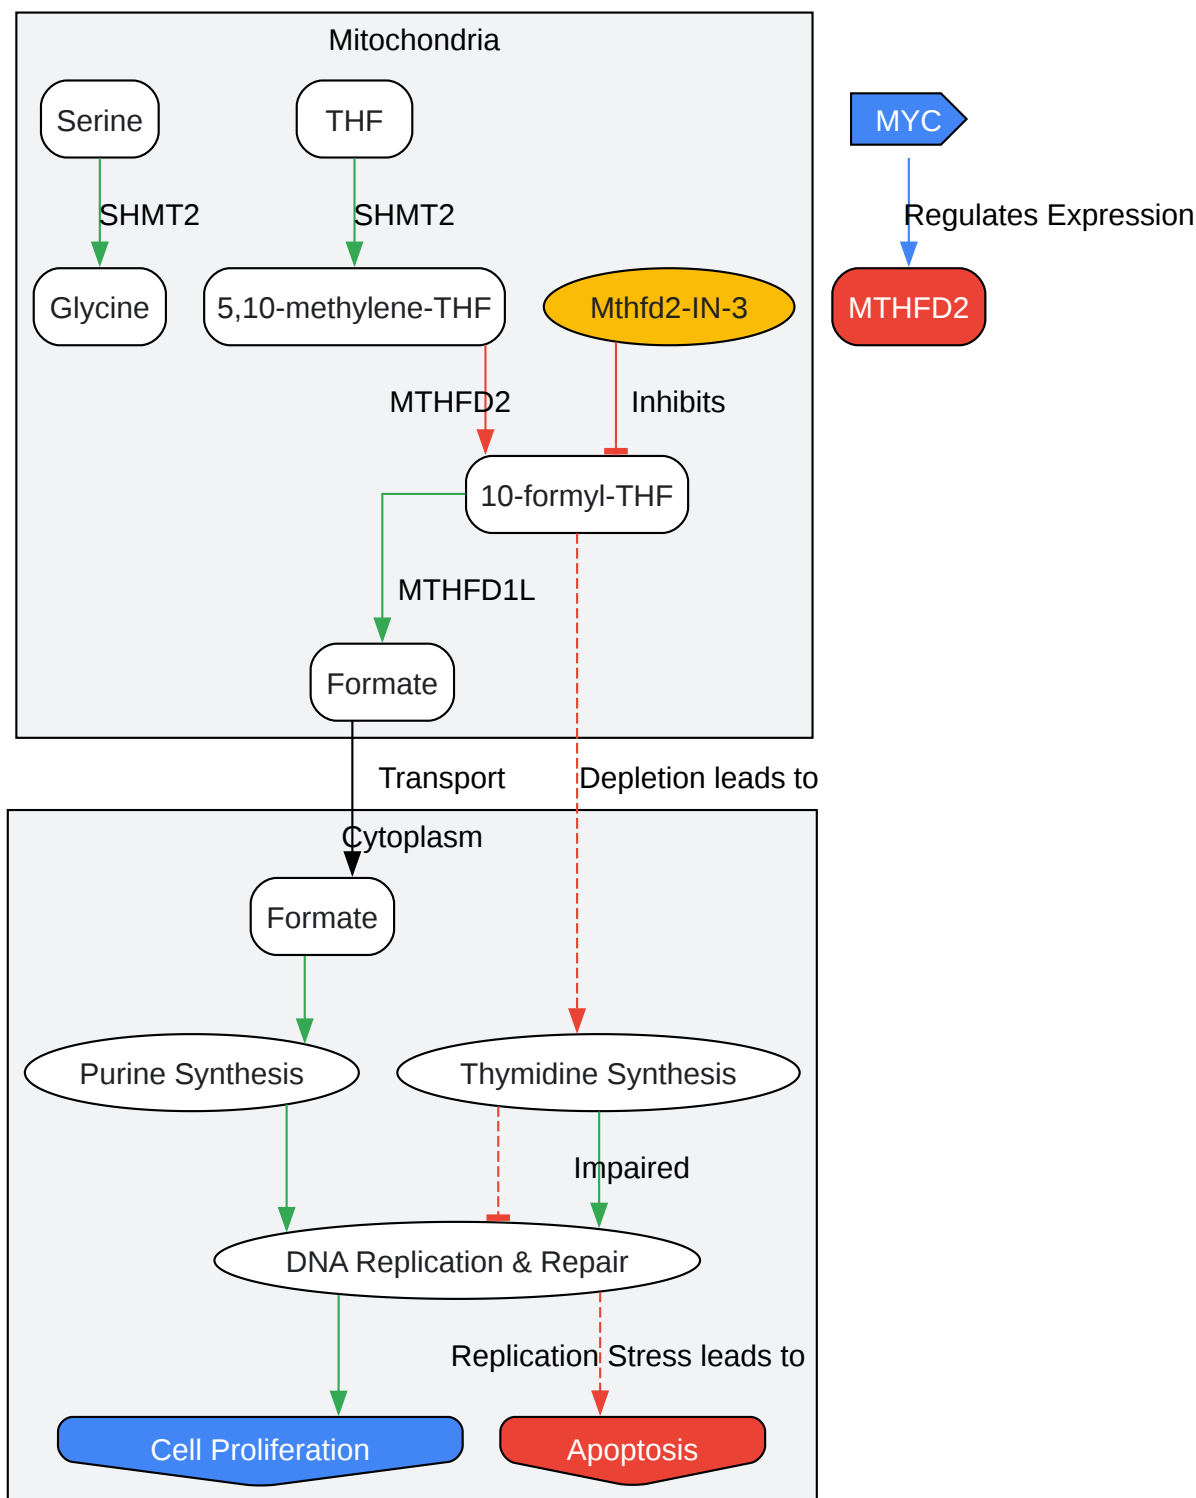 Mitochondria
Serine
THF
MYC
SHMT2
SHMT2
Regulates Expression
Glycine
5,10-methylene-THF
Mthfd2-IN-3
MTHFD2
MTHFD2
Inhibits
10-formyl-THF
MTHFD1L
Formate
Transport
Depletion leads to
Cytoplasm
Formate
Purine Synthesis
Thymidine Synthesis
Impaired
DNA Replication & Repair
Replication Stress leads to
Cell Proliferation
Apoptosis